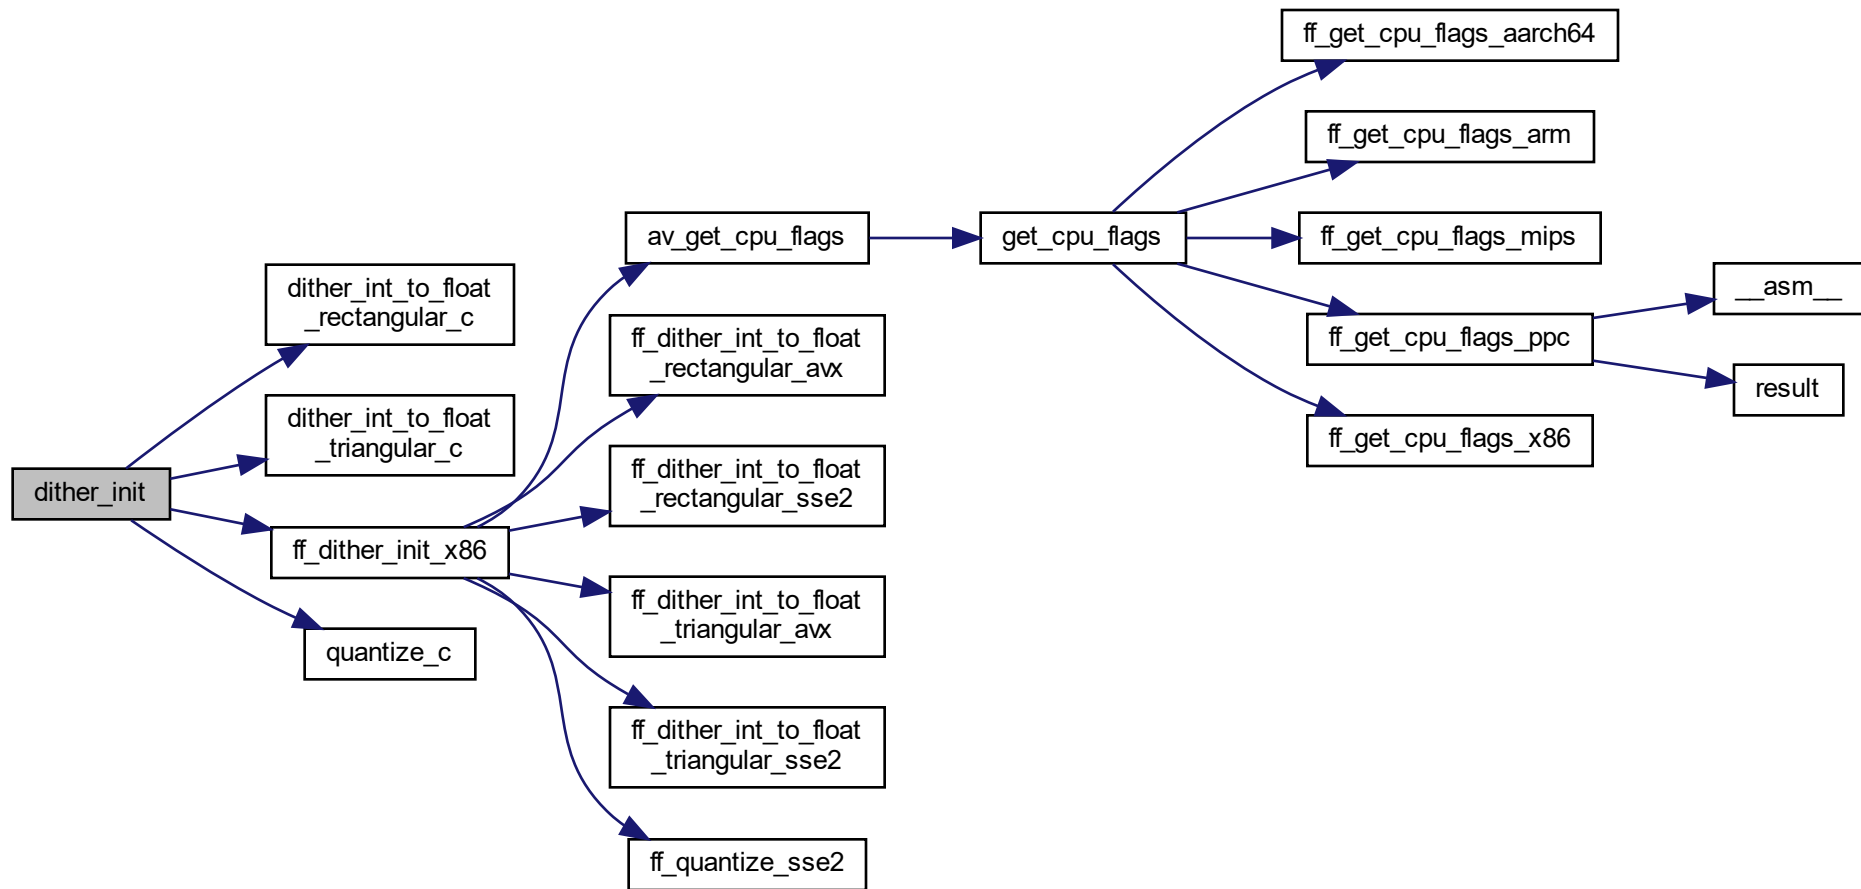 dither_init
dither_int_to_float
_rectangular_c
dither_int_to_float
_triangular_c
ff_dither_init_x86
quantize_c
av_get_cpu_flags
ff_dither_int_to_float
_rectangular_avx
ff_dither_int_to_float
_rectangular_sse2
ff_dither_int_to_float
_triangular_avx
ff_dither_int_to_float
_triangular_sse2
ff_quantize_sse2
get_cpu_flags
ff_get_cpu_flags_aarch64
ff_get_cpu_flags_arm
ff_get_cpu_flags_mips
ff_get_cpu_flags_ppc
ff_get_cpu_flags_x86
__asm__
result